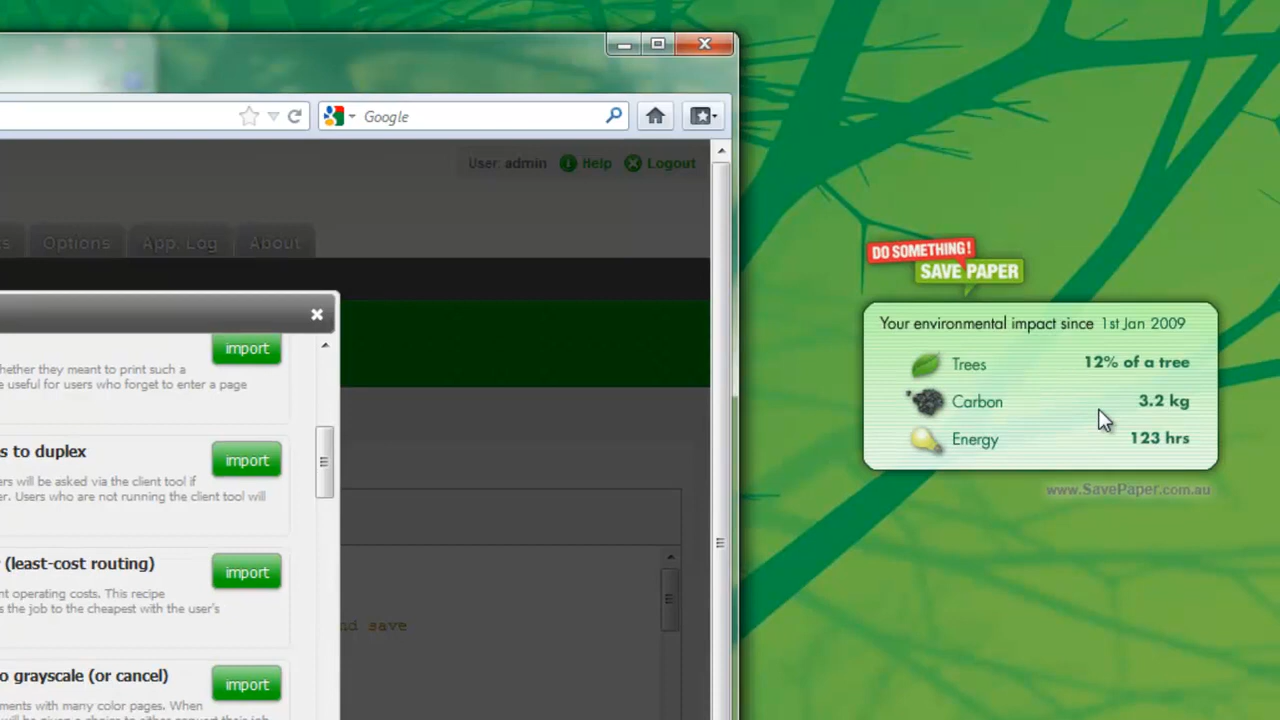 Google
User: admin
Help
Logout
s
Options
App. Log
About
import
hether they meant to print such a
e useful for users who forget to enter a page
s to duplex
import
ers will be asked via the client tool if
er. Users who are not running the client tool will
(least-cost routing)
import
nt operating costs. This recipe
s the job to the cheapest with the user's
nd save
o grayscale (or cancel)
import
ments with many color pages. When
DO SOMETHING!
SAVE PAPER
Your environmental impact since 1st Jan 2009
Trees 12% of a tree
Carbon 3.2 kg
Energy 123 hrs
www.SavePaper.com.au